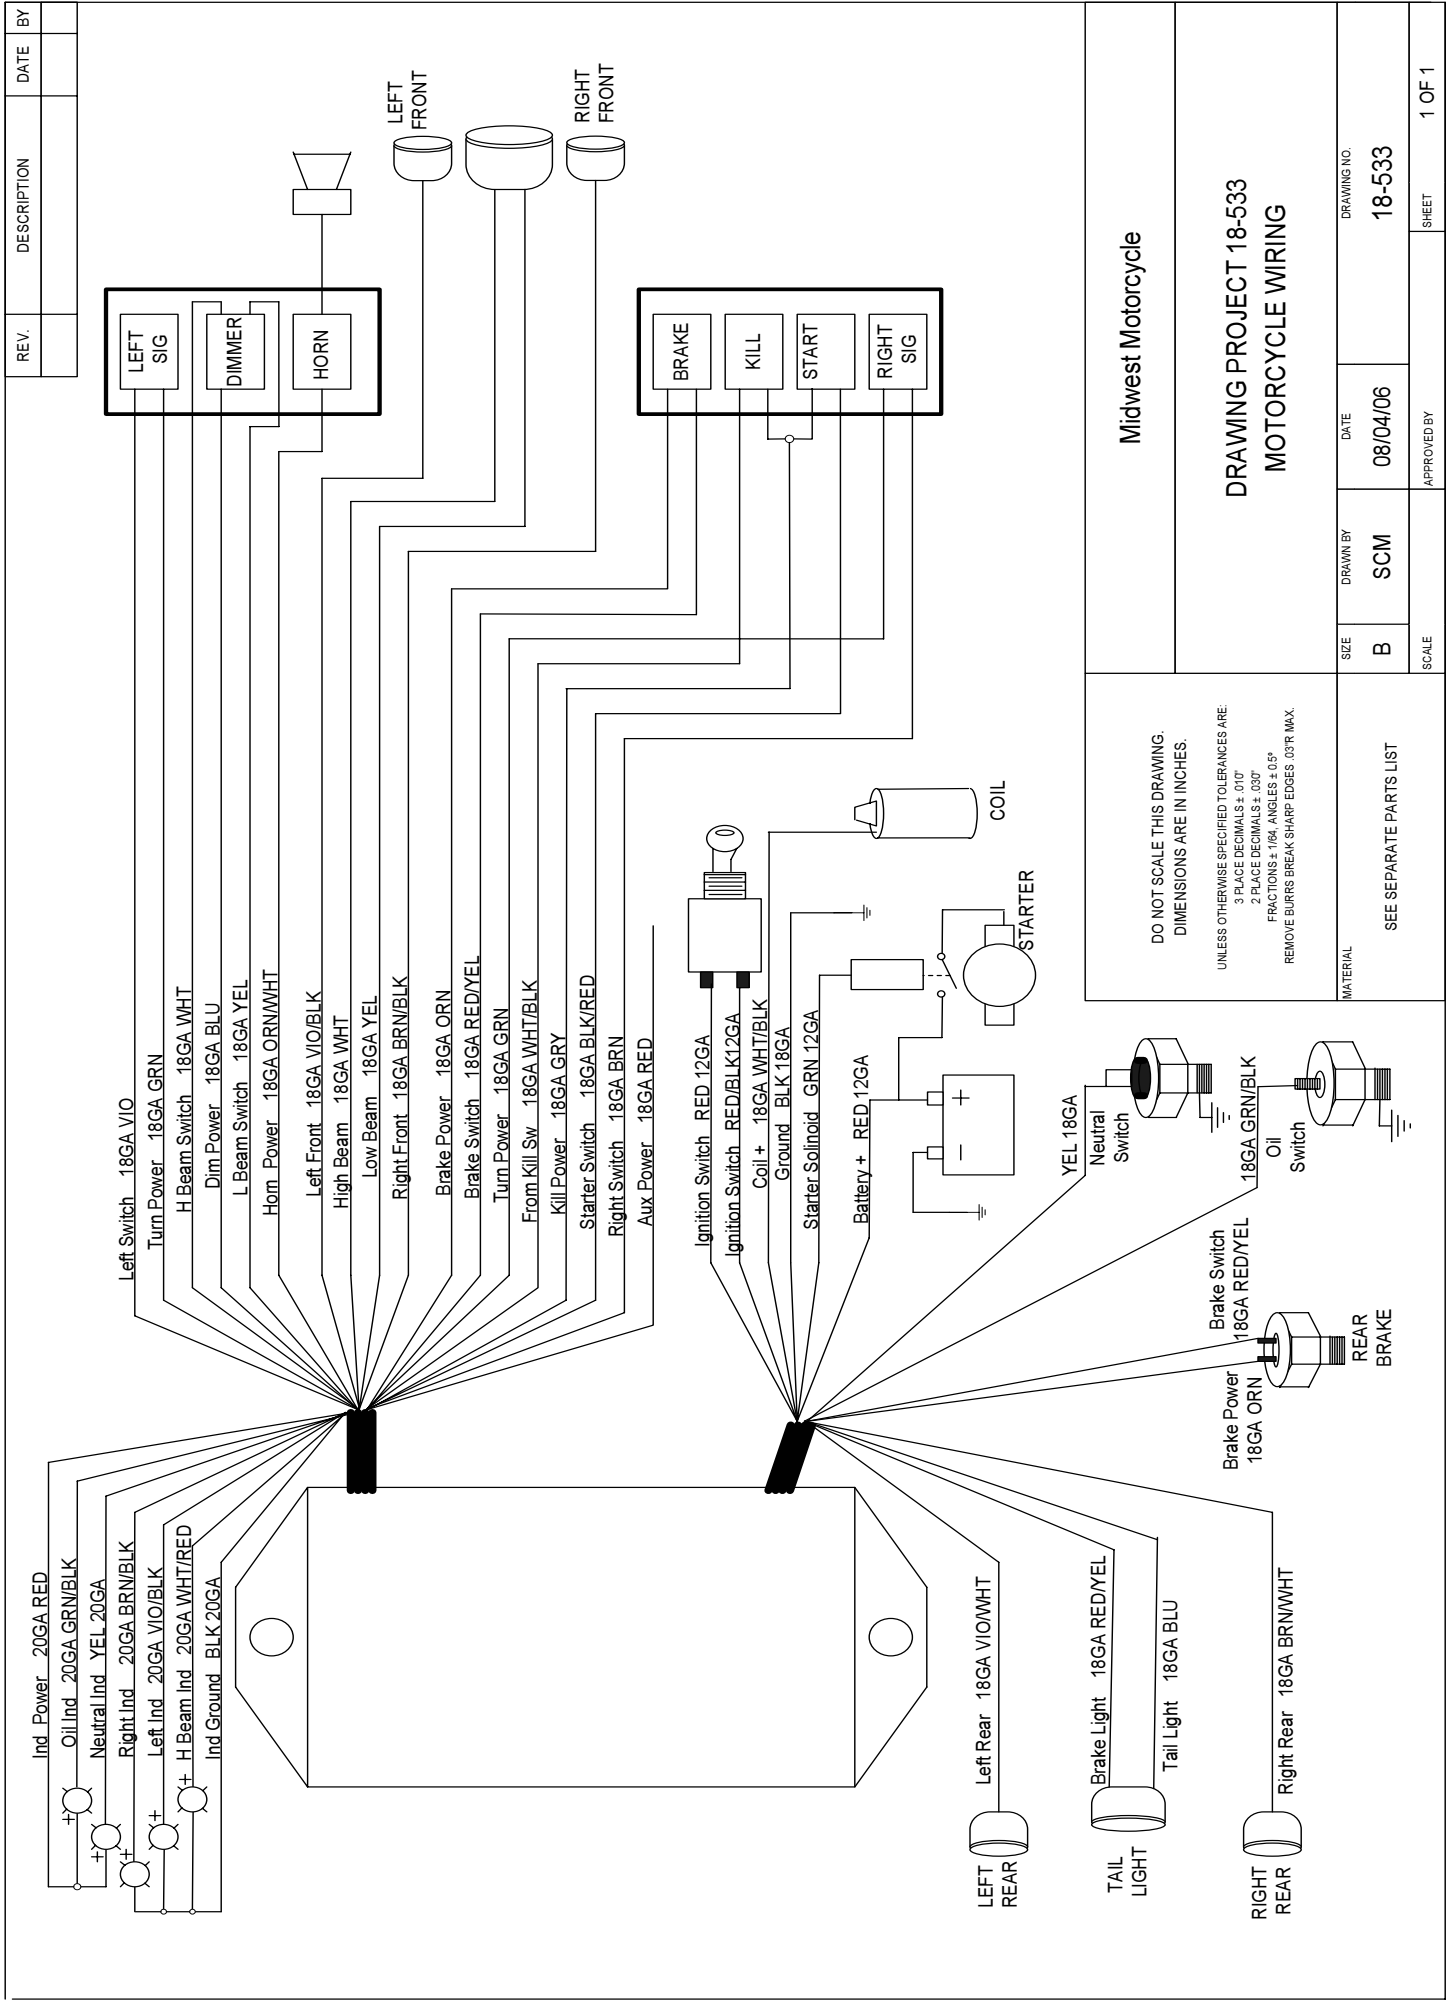 REV.
DESCRIPTION
DATE
BY
Ind Power 20GA RED
Oil Ind 20GA GRN/BLK
Neutral Ind YEL 20GA
Right Ind 20GA BRN/BLK
Left Ind 20GA VIO/BLK
H Beam Ind 20GA WHT/RED
Ind Ground BLK 20GA
+
+
+
+
+
Left Switch 18GA VIO
Turn Power 18GA GRN
H Beam Switch 18GA WHT
Dim Power 18GA BLU
L Beam Switch 18GA YEL
Horn Power 18GA ORN/WHT
Left Front 18GA VIO/BLK
High Beam 18GA WHT
Low Beam 18GA YEL
Right Front 18GA BRN/BLK
Brake Power 18GA ORN
Brake Switch 18GA RED/YEL
Turn Power 18GA GRN
From Kill Sw 18GA WHT/BLK
Kill Power 18GA GRY
Starter Switch 18GA BLK/RED
Right Switch 18GA BRN
Aux Power 18GA RED
LEFT
SIG
DIMMER
HORN
LEFT
FRONT
RIGHT
FRONT
BRAKE
KILL
START
RIGHT
SIG
Ignition Switch RED 12GA
Ignition Switch RED/BLK12GA
Coil + 18GA WHT/BLK
Ground BLK 18GA
Starter Solinoid GRN 12GA
Battery + RED 12GA
COIL
STARTER
−
+
YEL 18GA
Neutral
Switch
18GA GRN/BLK
Oil
Switch
Brake Switch
18GA RED/YEL
Brake Power
18GA ORN
REAR
BRAKE
Left Rear 18GA VIO/WHT
Brake Light 18GA RED/YEL
Tail Light 18GA BLU
Right Rear 18GA BRN/WHT
LEFT
REAR
TAIL
LIGHT
RIGHT
REAR
DO NOT SCALE THIS DRAWING.
DIMENSIONS ARE IN INCHES.
UNLESS OTHERWISE SPECIFIED TOLERANCES ARE:
3 PLACE DECIMALS ± .010"
2 PLACE DECIMALS ± .030"
FRACTIONS ± 1/64, ANGLES ± 0.5º
REMOVE BURRS BREAK SHARP EDGES .03"R MAX.
MATERIAL
SEE SEPARATE PARTS LIST
Midwest Motorcycle
DRAWING PROJECT 18-533
MOTORCYCLE WIRING
SIZE
B
DRAWN BY
SCM
DATE
08/04/06
DRAWING NO.
18-533
SCALE
APPROVED BY
SHEET
1 OF 1